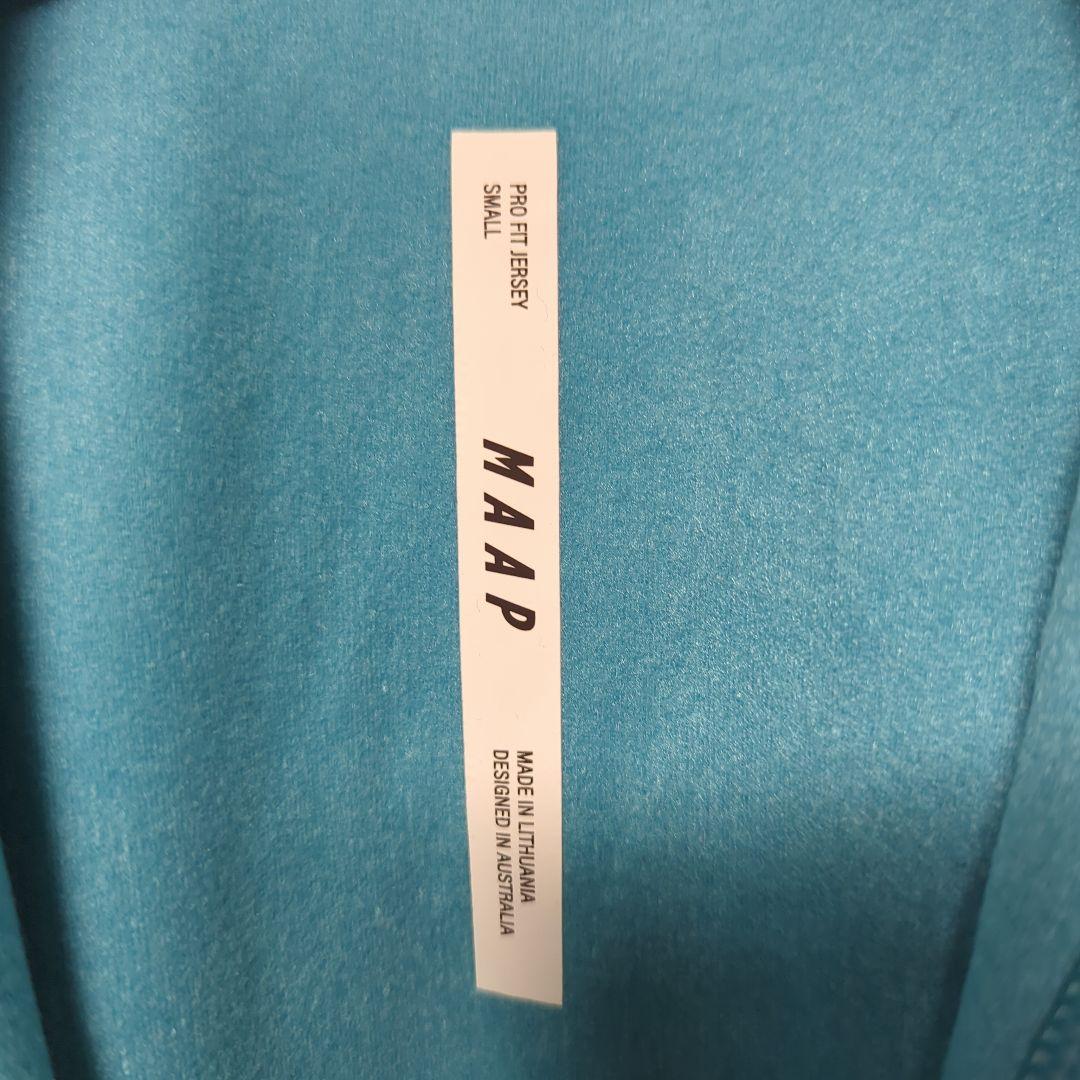 PRO FIT JERSEY
SMALL
MAAP
MADE IN LITHUANIA
DESIGNED IN AUSTRALIA